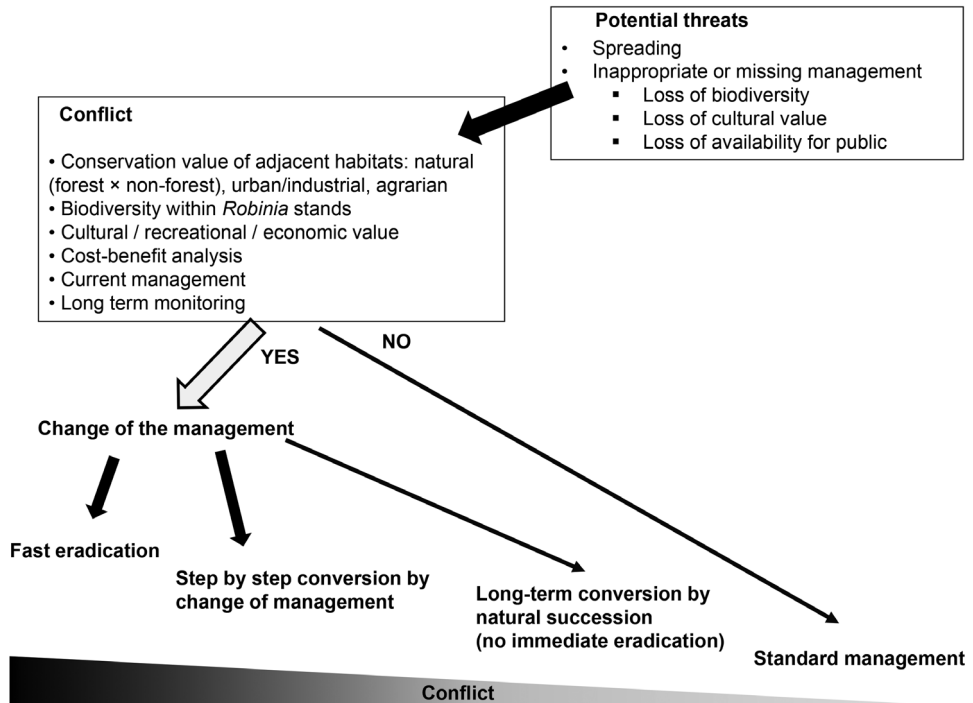 Potential threats
• Spreading
• Inappropriate or missing management
▪ Loss of biodiversity
▪ Loss of cultural value
▪ Loss of availability for public
Conflict
• Conservation value of adjacent habitats: natural
(forest × non-forest), urban/industrial, agrarian
• Biodiversity within Robinia stands
• Cultural / recreational / economic value
• Cost-benefit analysis
• Current management
• Long term monitoring
YES
NO
Change of the management
Fast eradication
Step by step conversion by
change of management
Long-term conversion by
natural succession
(no immediate eradication)
Standard management
Conflict